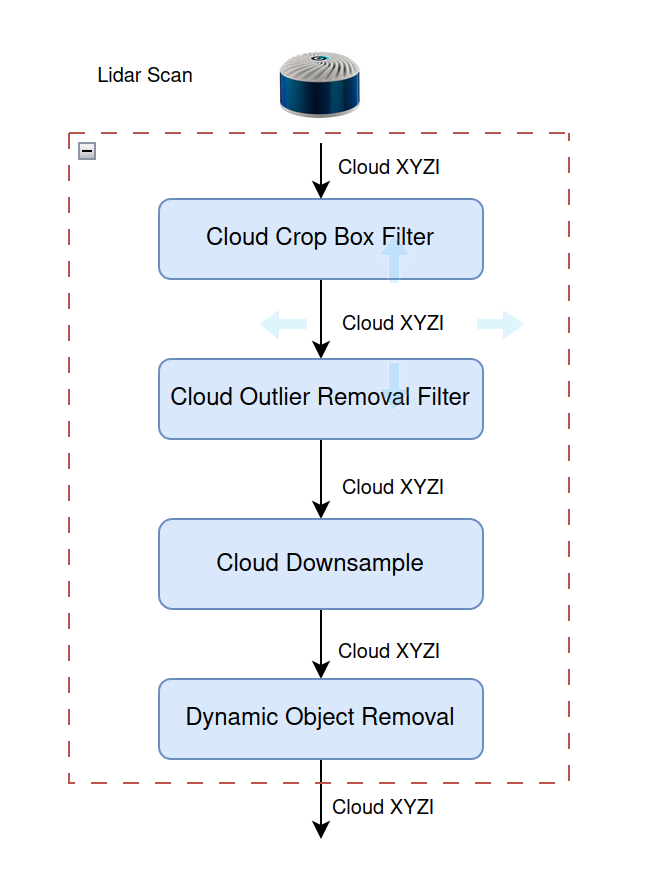 Lidar Scan
Cloud XYZI
Cloud Crop Box Filter
Cloud XYZI
Cloud Outlier Removal Filter
Cloud XYZI
Cloud Downsample
Cloud XYZI
Dynamic Object Removal
Cloud XYZI